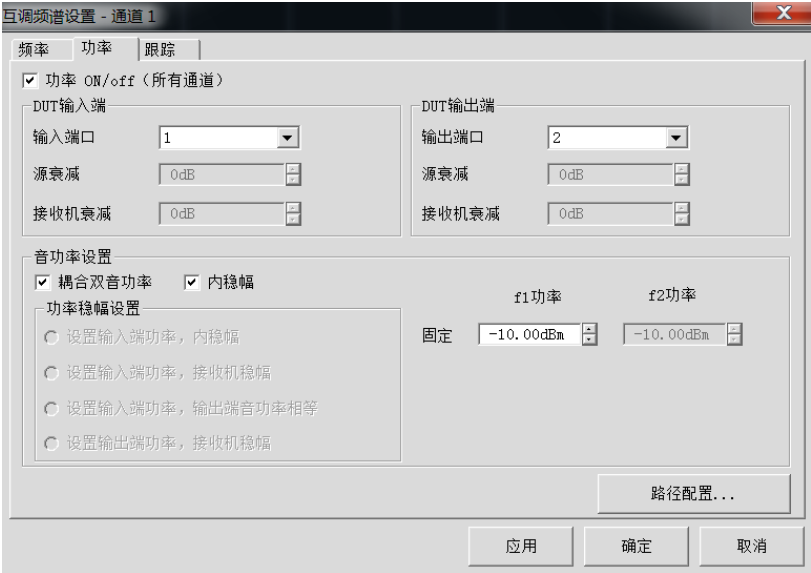 互调频谱设置 - 通道 1
频率 功率 跟踪
功率 ON/off（所有通道）
DUT输入端
输入端口 1
源衰减 0dB
接收机衰减 0dB
DUT输出端
输出端口 2
源衰减 0dB
接收机衰减 0dB
音功率设置
耦合双音功率 内稳幅
功率稳幅设置
设置输入端功率，内稳幅
设置输入端功率，接收机稳幅
设置输入端功率，输出端音功率相等
设置输出端功率，接收机稳幅
f1功率 f2功率
固定 -10.00dBm -10.00dBm
路径配置...
应用 确定 取消